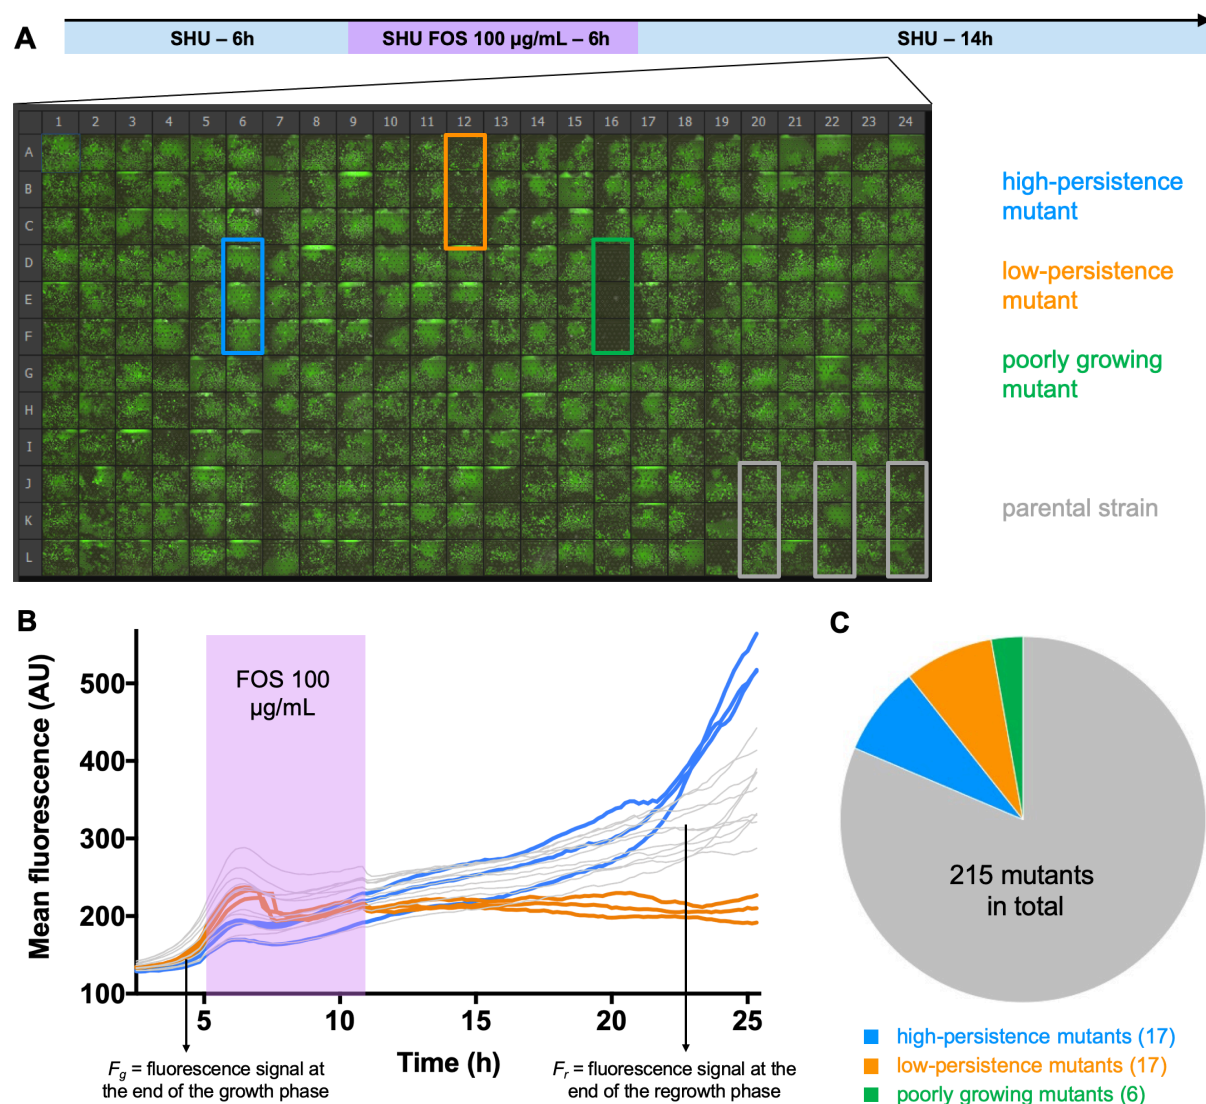 A
SHU – 6h
SHU FOS 100 µg/mL – 6h
SHU – 14h
1 2 3 4 5 6 7 8 9 10 11 12 13 14 15 16 17 18 19 20 21 22 23 24
A
B
C
D
E
F
G
H
I
J
K
L
high-persistence
mutant
low-persistence
mutant
poorly growing
mutant
parental strain
B
FOS 100
µg/mL
Mean fluorescence (AU)
500
400
300
200
100
5 10 15 20 25
Time (h)
Fg = fluorescence signal at
the end of the growth phase
Fr = fluorescence signal at the
end of the regrowth phase
C
215 mutants
in total
high-persistence mutants (17)
low-persistence mutants (17)
poorly growing mutants (6)